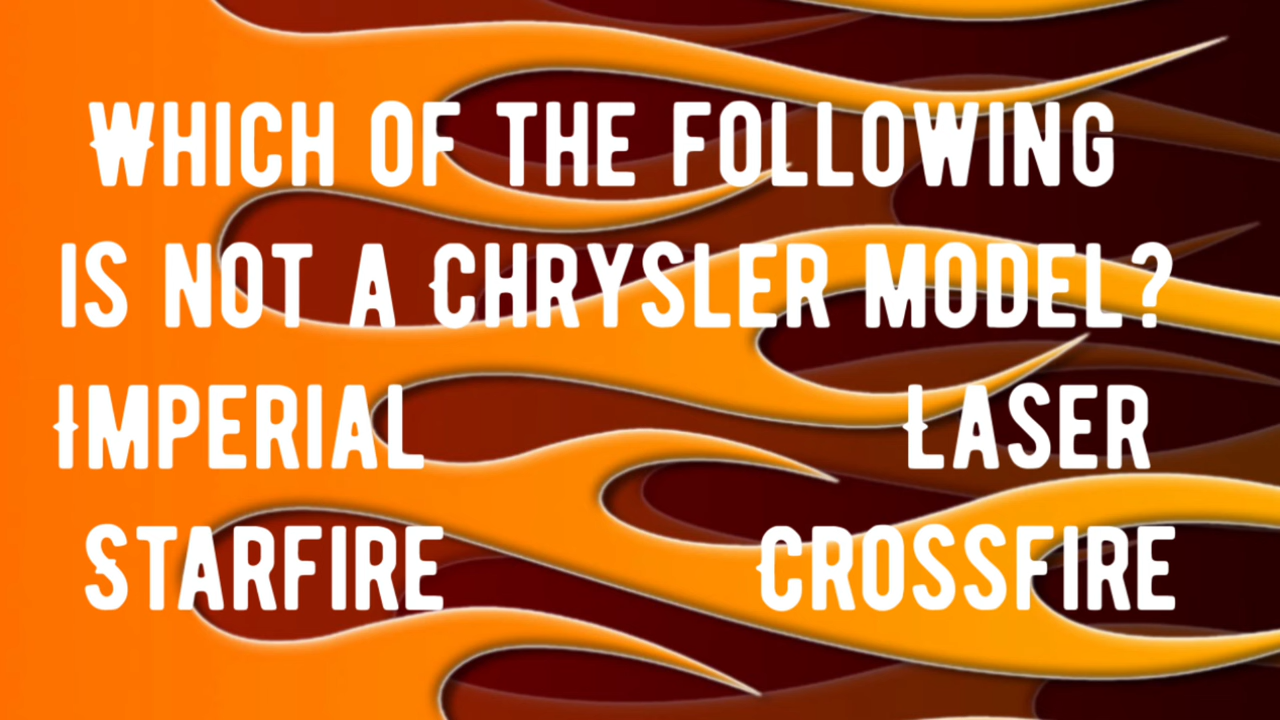 Which of the following
is not a Chrysler model?
Imperial Laser
Starfire Crossfire